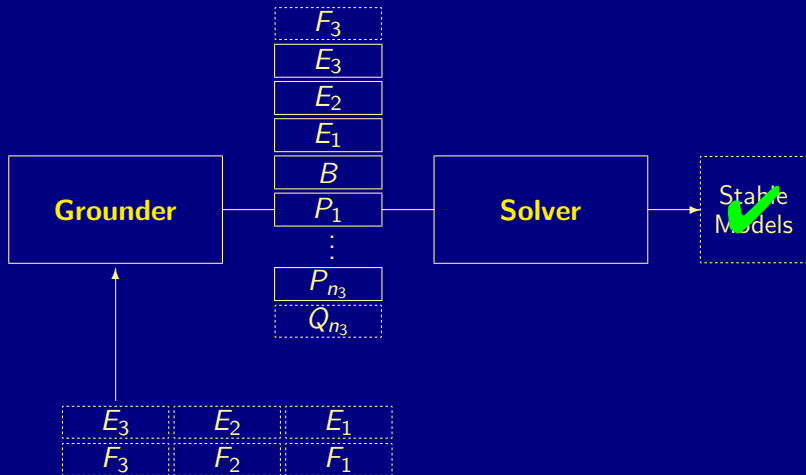 F₃
E₃
E₂
E₁
B
Grounder
P₁
Solver
Stable
Models
⋮
Pₙ₃
Qₙ₃
E₃ E₂ E₁
F₃ F₂ F₁